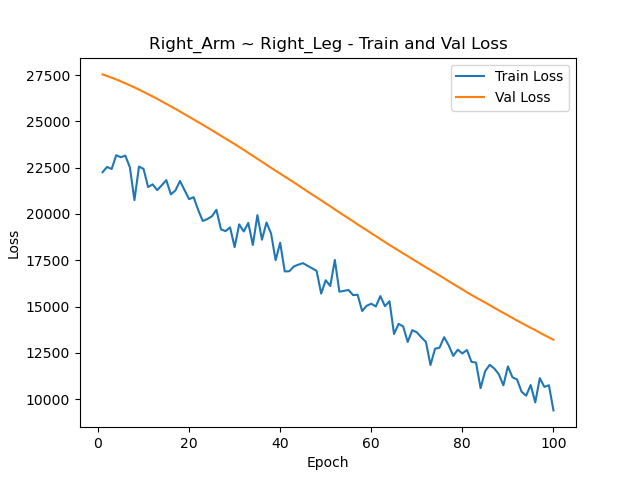 Right_Arm ~ Right_Leg - Train and Val Loss
Train Loss
Val Loss
Loss
27500
25000
22500
20000
17500
15000
12500
10000
0 20 40 60 80 100
Epoch